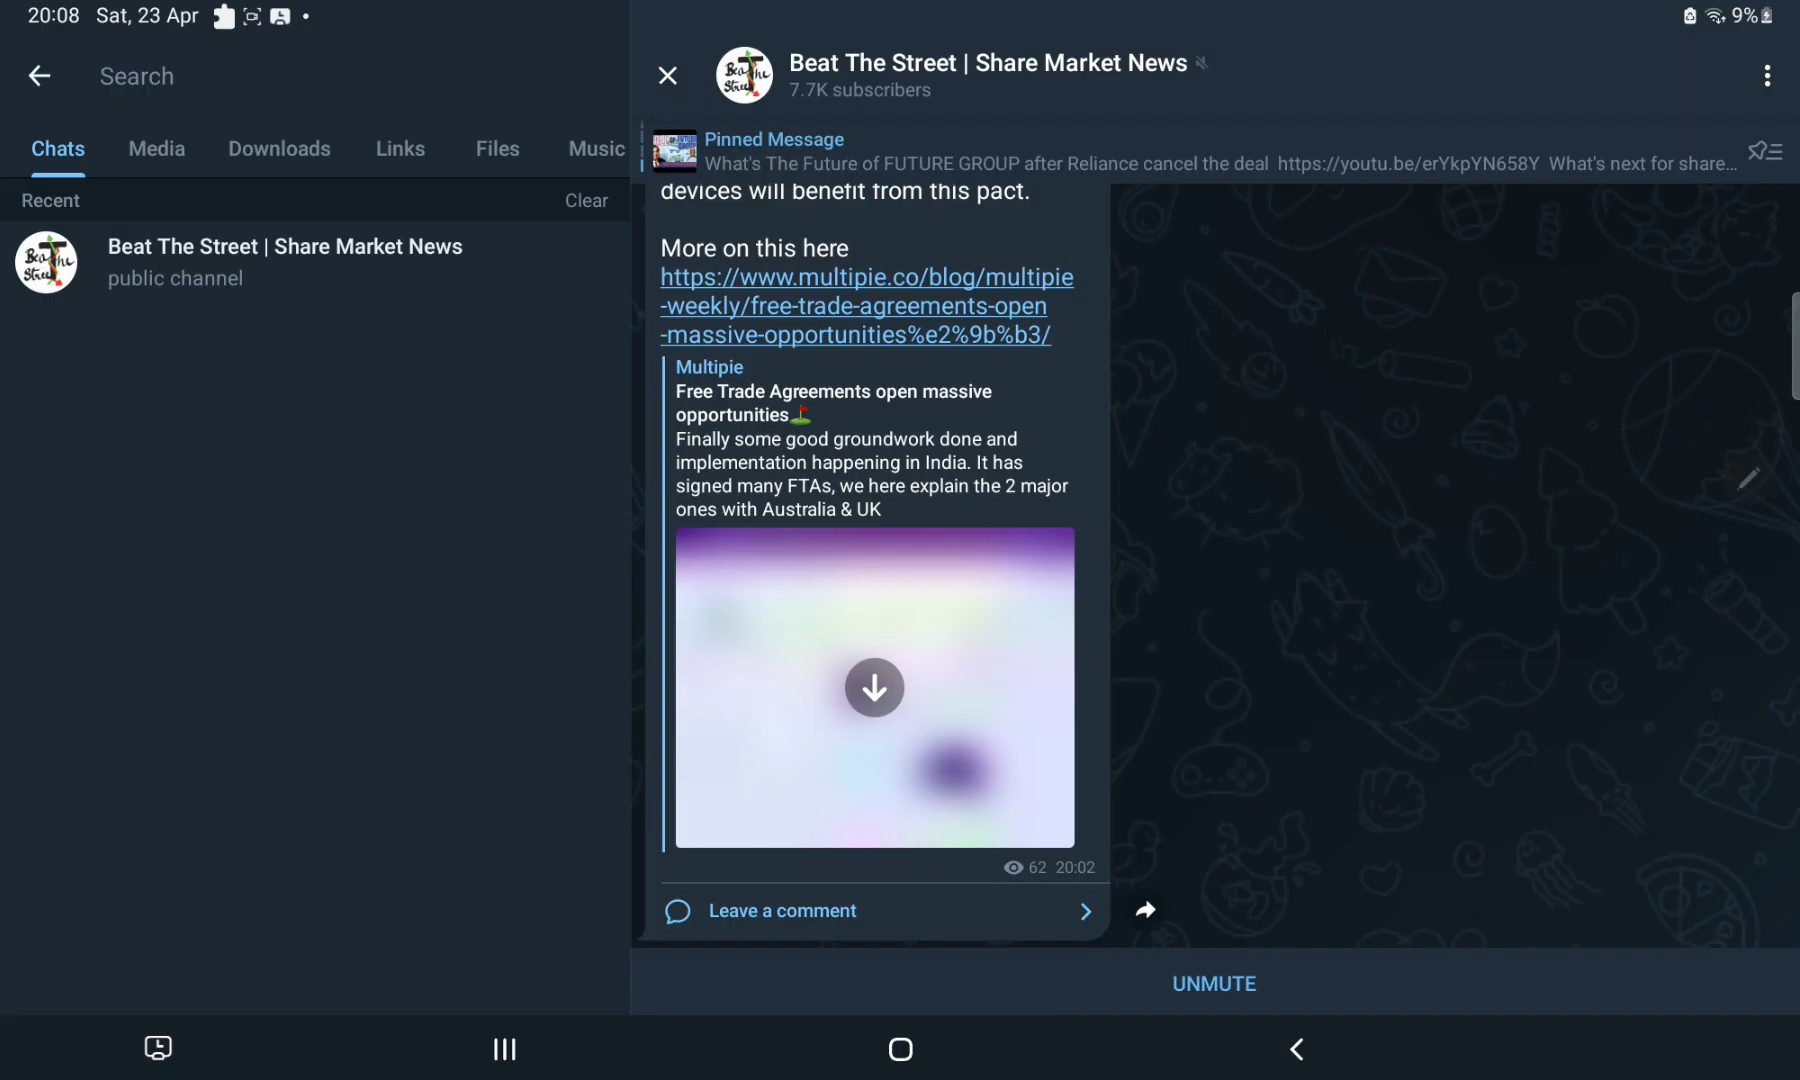 20:08 Sat, 23 Apr
9%
Search
Chats Media Downloads Links Files Music
Recent Clear
Beat The Street
Beat The Street | Share Market News
public channel
Beat The Street
Beat The Street | Share Market News
7.7K subscribers
Pinned Message
What's The Future of FUTURE GROUP after Reliance cancel the deal https://youtu.be/erYkpYN658Y What's next for share...
devices will benefit from this pact.
More on this here
https://www.multipie.co/blog/multipie
-weekly/free-trade-agreements-open
-massive-opportunities%e2%9b%b3/
Multipie
Free Trade Agreements open massive
opportunities⛳
Finally some good groundwork done and
implementation happening in India. It has
signed many FTAs, we here explain the 2 major
ones with Australia & UK
62 20:02
Leave a comment
UNMUTE